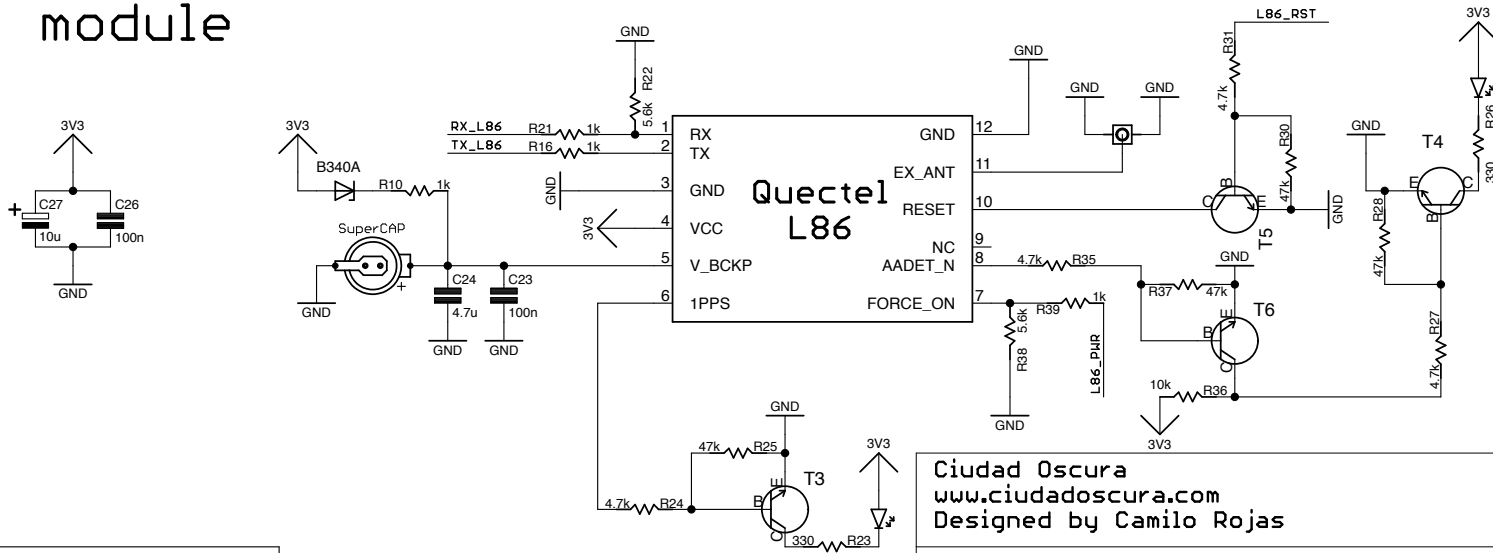 module
3V3
C27
10u
C26
100n
+
GND
3V3
B340A
R10
1k
SuperCAP
+
GND
C24
4.7u
GND
C23
100n
GND
GND
R22
5.6k
RX_L86
R21
1k
TX_L86
R16
1k
GND
3V3
1
2
3
4
5
6
RX
TX
GND
VCC
V_BCKP
1PPS
Quectel
L86
GND
EX_ANT
RESET
NC
AADET_N
FORCE_ON
12
11
10
9
8
7
GND
GND
GND
L86_RST
R31
4.7k
R30
47k
B
C
E
T5
GND
4.7k
R35
R37
47k
GND
T6
B
E
C
10k
R36
3V3
R39
1k
L86_PWR
5.6k
R38
GND
3V3
R26
330
GND
T4
E
C
B
R28
47k
R27
4.7k
47k
R25
GND
4.7k
R24
T3
B
E
C
330
R23
3V3
Ciudad Oscura
www.ciudadoscura.com
Designed by Camilo Rojas